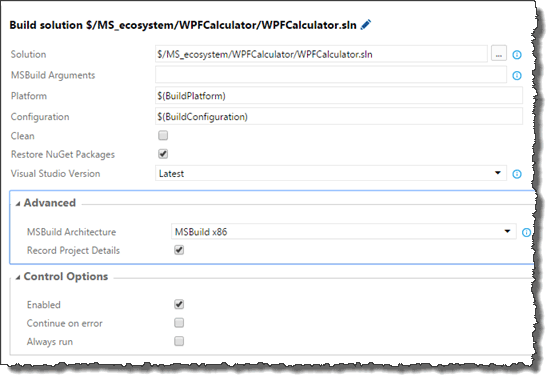 Build solution $/MS_ecosystem/WPFCalculator/WPFCalculator.sln
Solution $/MS_ecosystem/WPFCalculator/WPFCalculator.sln ...
MSBuild Arguments
Platform $(BuildPlatform)
Configuration $(BuildConfiguration)
Clean
Restore NuGet Packages
Visual Studio Version Latest
Advanced
MSBuild Architecture MSBuild x86
Record Project Details
Control Options
Enabled
Continue on error
Always run